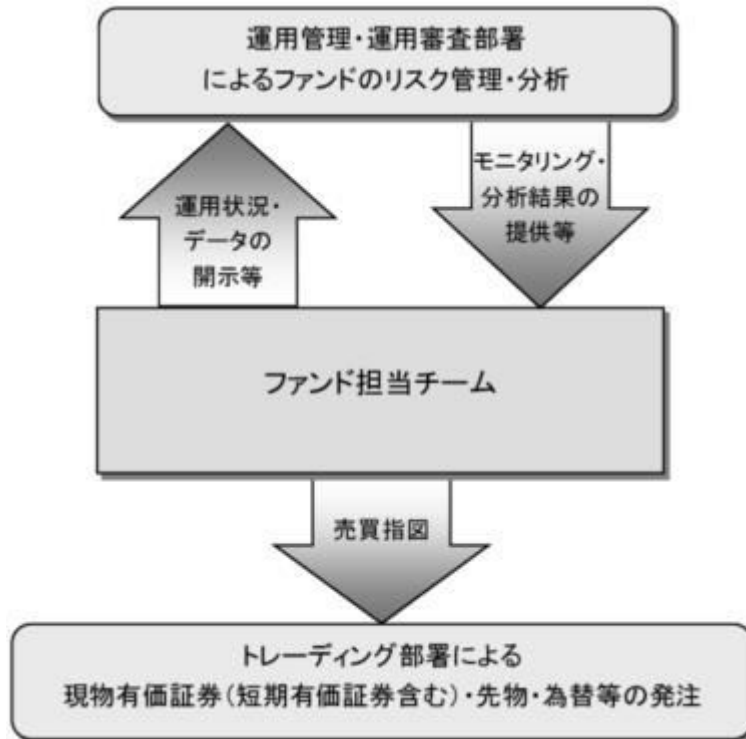 運用管理・運用審査部署
によるファンドのリスク管理・分析
運用状況・
データの
開示等
モニタリング・
分析結果の
提供等
ファンド担当チーム
売買指図
トレーディング部署による
現物有価証券(短期有価証券含む)・先物・為替等の発注